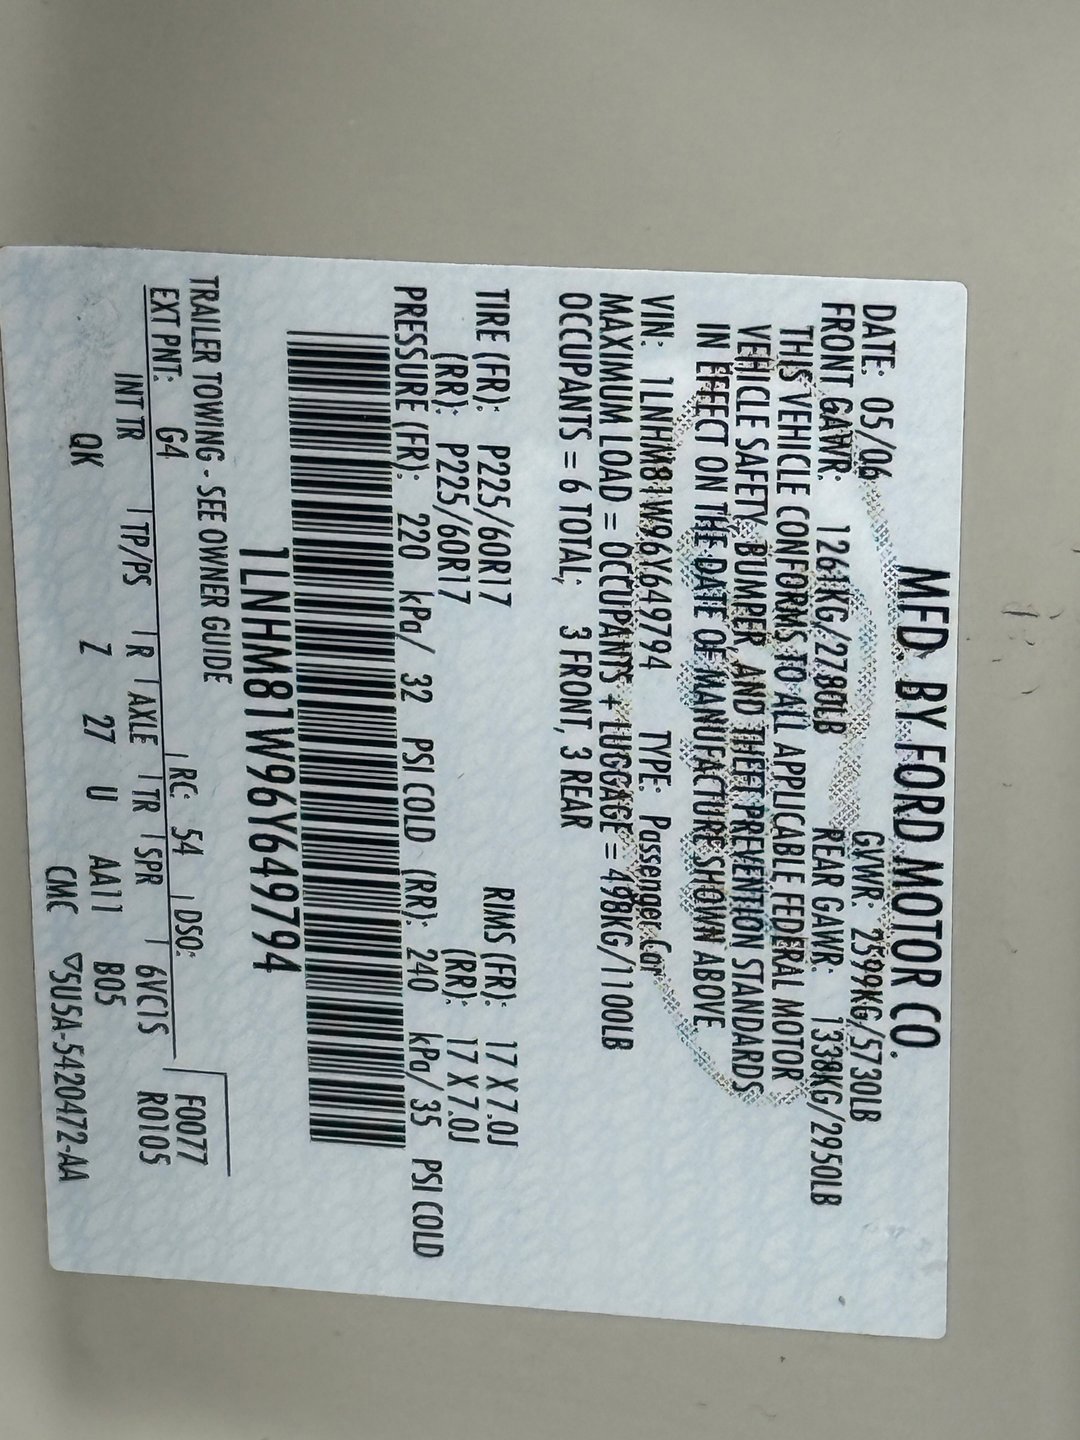 MFD BY FORD MOTOR CO.
DATE: 05/06 GVWR: 2599KG/5730LB
FRONT GAWR: 1261KG/2780LB REAR GAWR: 1338KG/2950LB
THIS VEHICLE CONFORMS TO ALL APPLICABLE FEDERAL MOTOR
VEHICLE SAFETY, BUMPER, AND THEFT PREVENTION STANDARDS
IN EFFECT ON THE DATE OF MANUFACTURE SHOWN ABOVE
VIN: 1LNHM81W96Y649794 TYPE: Passenger Car
MAXIMUM LOAD = OCCUPANTS + LUGGAGE = 498KG/1100LB
OCCUPANTS = 6 TOTAL; 3 FRONT, 3 REAR
TIRE (FR): P225/60R17 RIMS (FR): 17 X 7.0J
(RR): P225/60R17 (RR): 17 X 7.0J
PRESSURE (FR): 220 kPa/ 32 PSI COLD (RR): 240 kPa/ 35 PSI COLD
1LNHM81W96Y649794
TRAILER TOWING - SEE OWNER GUIDE
F0077
EXT PNT: G4 RC: 54 DSO:
R0105
INT TR TP/PS R AXLE TR SPR 6VC1S
QK Z 27 U AA11 B05
CMC ▽5U5A-5420472-AA